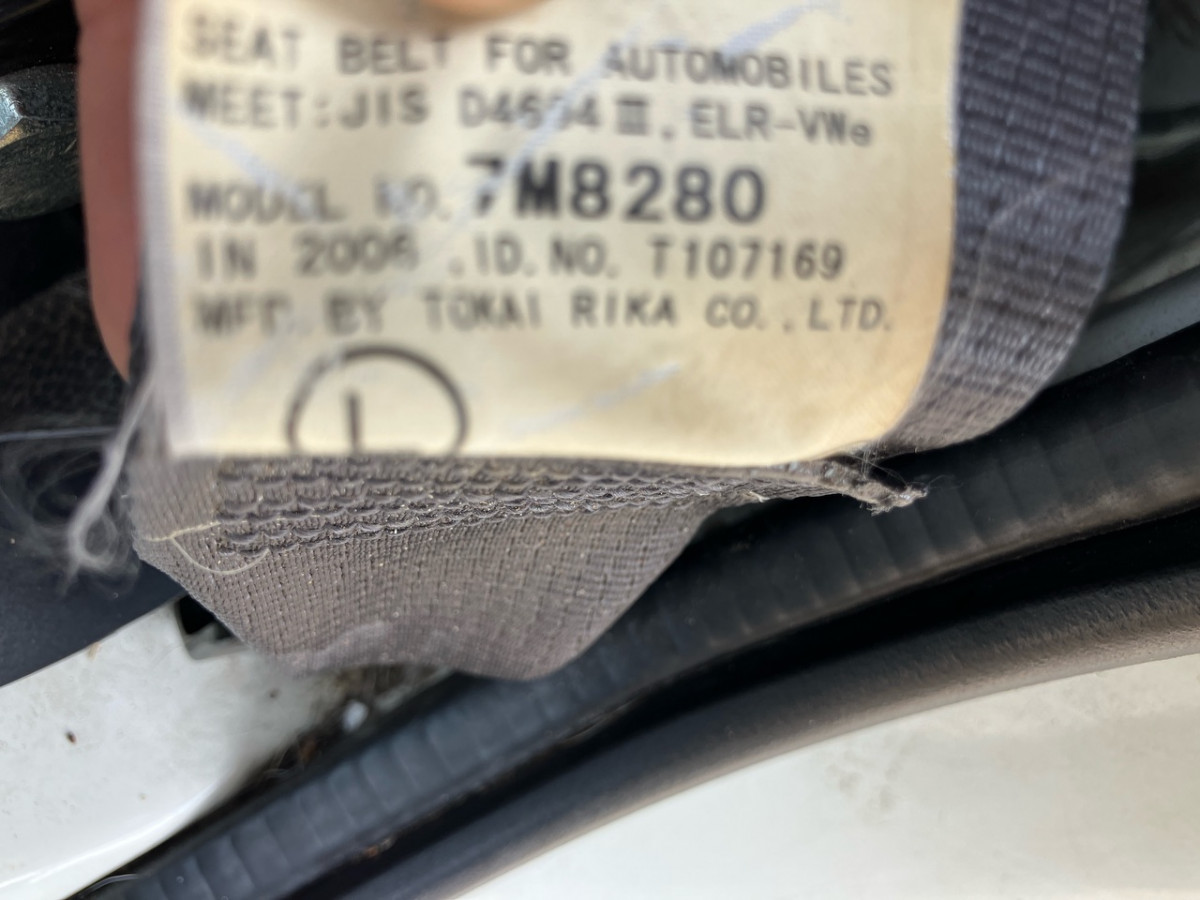 SEAT BELT FOR AUTOMOBILES
MEET:JIS D4604Ⅲ, ELR-VWe
MODEL NO. 7M8280
IN 2006 .ID.NO. T107169
MFD. BY TOKAI RIKA CO.,LTD.